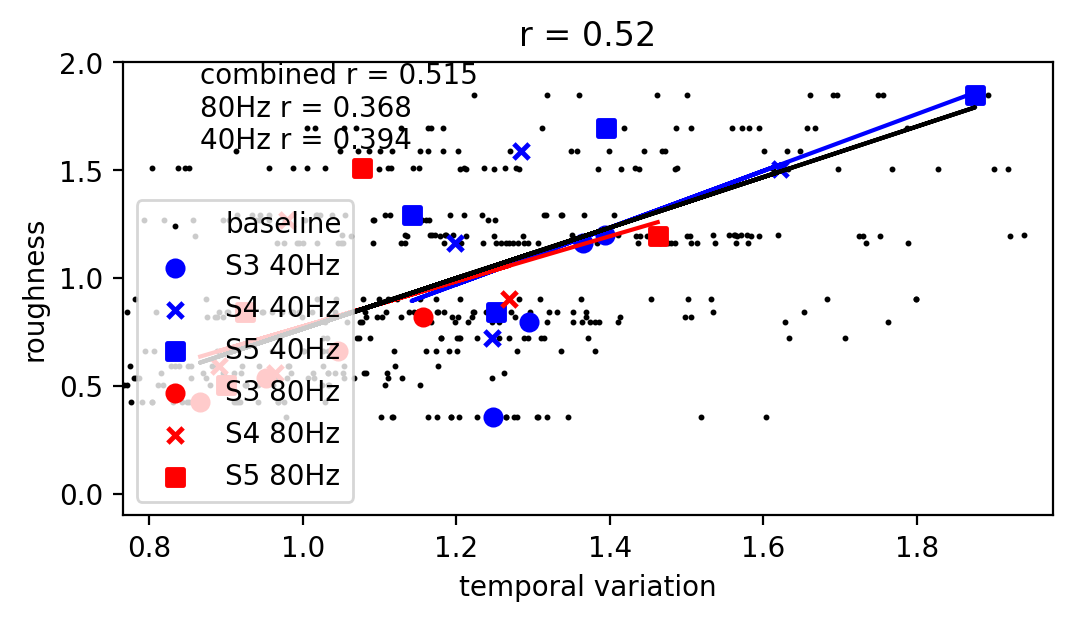 r = 0.52
combined r = 0.515
80Hz r = 0.368
40Hz r = 0.394
roughness
2.0
1.5
1.0
0.5
0.0
baseline
S3 40Hz
S4 40Hz
S5 40Hz
S3 80Hz
S4 80Hz
S5 80Hz
0.8 1.0 1.2 1.4 1.6 1.8
temporal variation